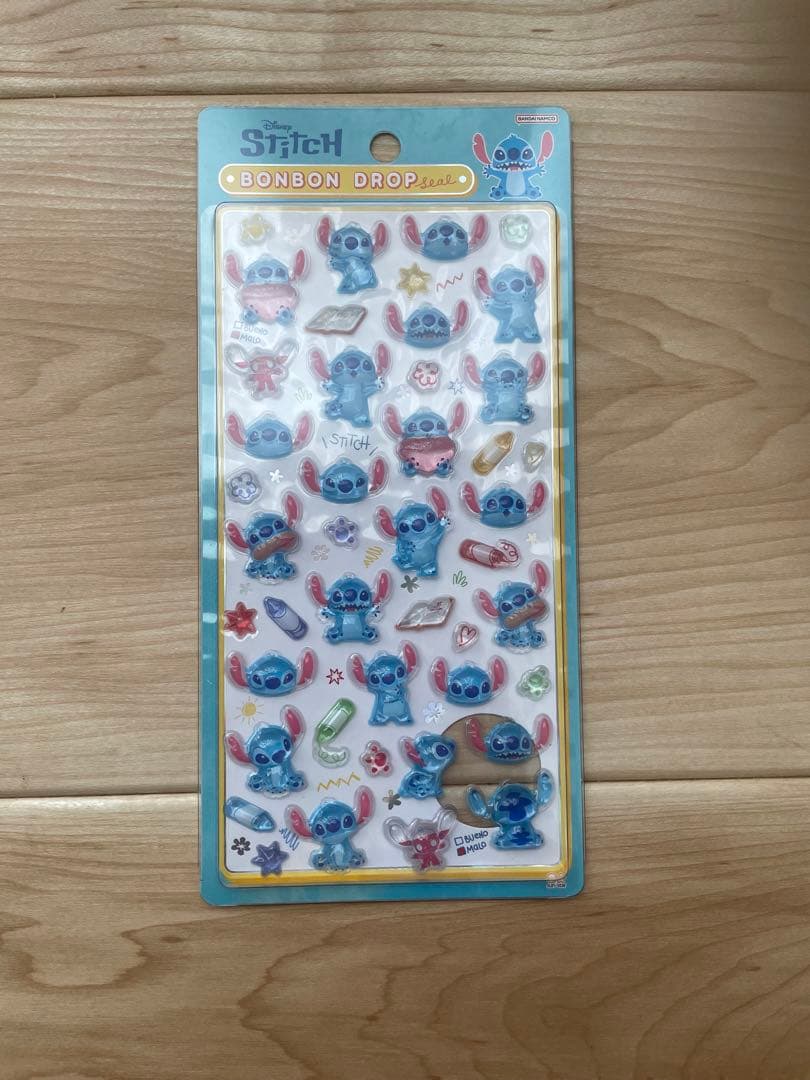 Disney
STITCH
BANDAI NAMCO
BONBON DROP seal
BUENO
MALO
STITCH
BUENO
MALO